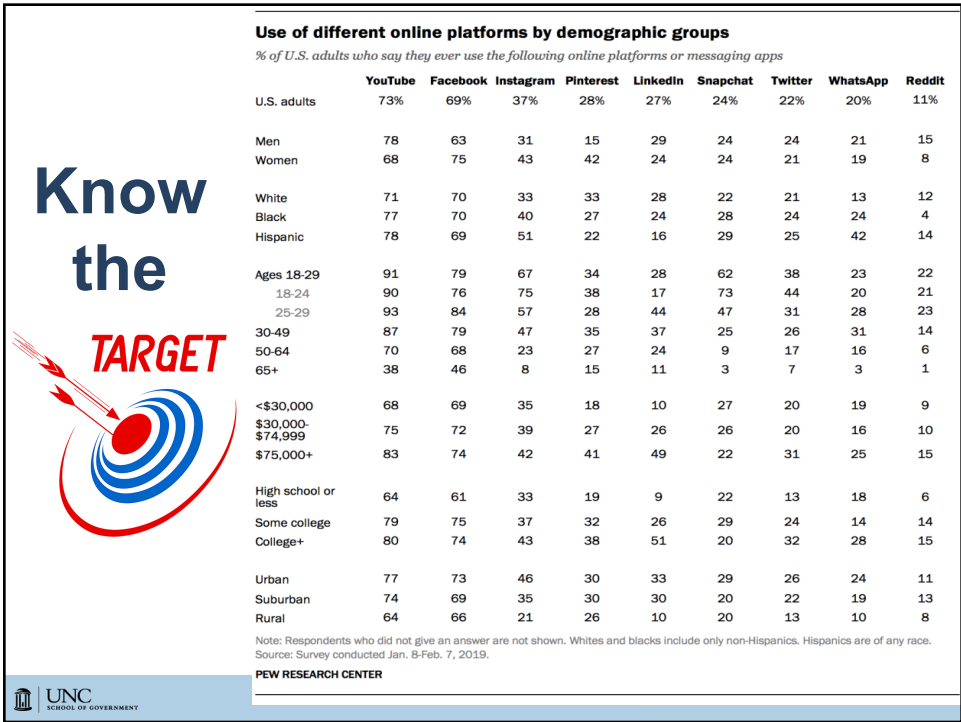 Know
the
TARGET
Use of different online platforms by demographic groups
% of U.S. adults who say they ever use the following online platforms or messaging apps
YouTube Facebook Instagram Pinterest LinkedIn Snapchat Twitter WhatsApp Reddit
U.S. adults 73% 69% 37% 28% 27% 24% 22% 20% 11%
Men 78 63 31 15 29 24 24 21 15
Women 68 75 43 42 24 24 21 19 8
White 71 70 33 33 28 22 21 13 12
Black 77 70 40 27 24 28 24 24 4
Hispanic 78 69 51 22 16 29 25 42 14
Ages 18-29 91 79 67 34 28 62 38 23 22
18-24 90 76 75 38 17 73 44 20 21
25-29 93 84 57 28 44 47 31 28 23
30-49 87 79 47 35 37 25 26 31 14
50-64 70 68 23 27 24 9 17 16 6
65+ 38 46 8 15 11 3 7 3 1
<$30,000 68 69 35 18 10 27 20 19 9
$30,000-
$74,999 75 72 39 27 26 26 20 16 10
$75,000+ 83 74 42 41 49 22 31 25 15
High school or
less 64 61 33 19 9 22 13 18 6
Some college 79 75 37 32 26 29 24 14 14
College+ 80 74 43 38 51 20 32 28 15
Urban 77 73 46 30 33 29 26 24 11
Suburban 74 69 35 30 30 20 22 19 13
Rural 64 66 21 26 10 20 13 10 8
Note: Respondents who did not give an answer are not shown. Whites and blacks include only non-Hispanics. Hispanics are of any race.
Source: Survey conducted Jan. 8-Feb. 7, 2019.
PEW RESEARCH CENTER
UNC
SCHOOL OF GOVERNMENT